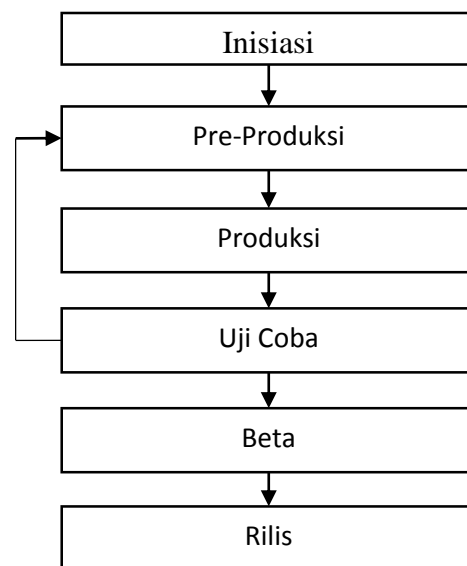 Inisiasi
Pre-Produksi
Produksi
Uji Coba
Beta
Rilis